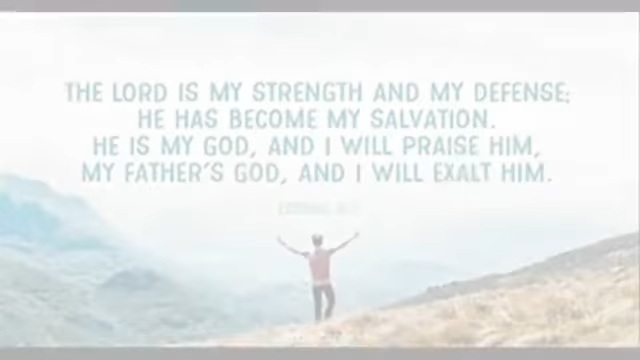 THE LORD IS MY STRENGTH AND MY DEFENSE;
HE HAS BECOME MY SALVATION.
HE IS MY GOD, AND I WILL PRAISE HIM,
MY FATHER'S GOD, AND I WILL EXALT HIM.